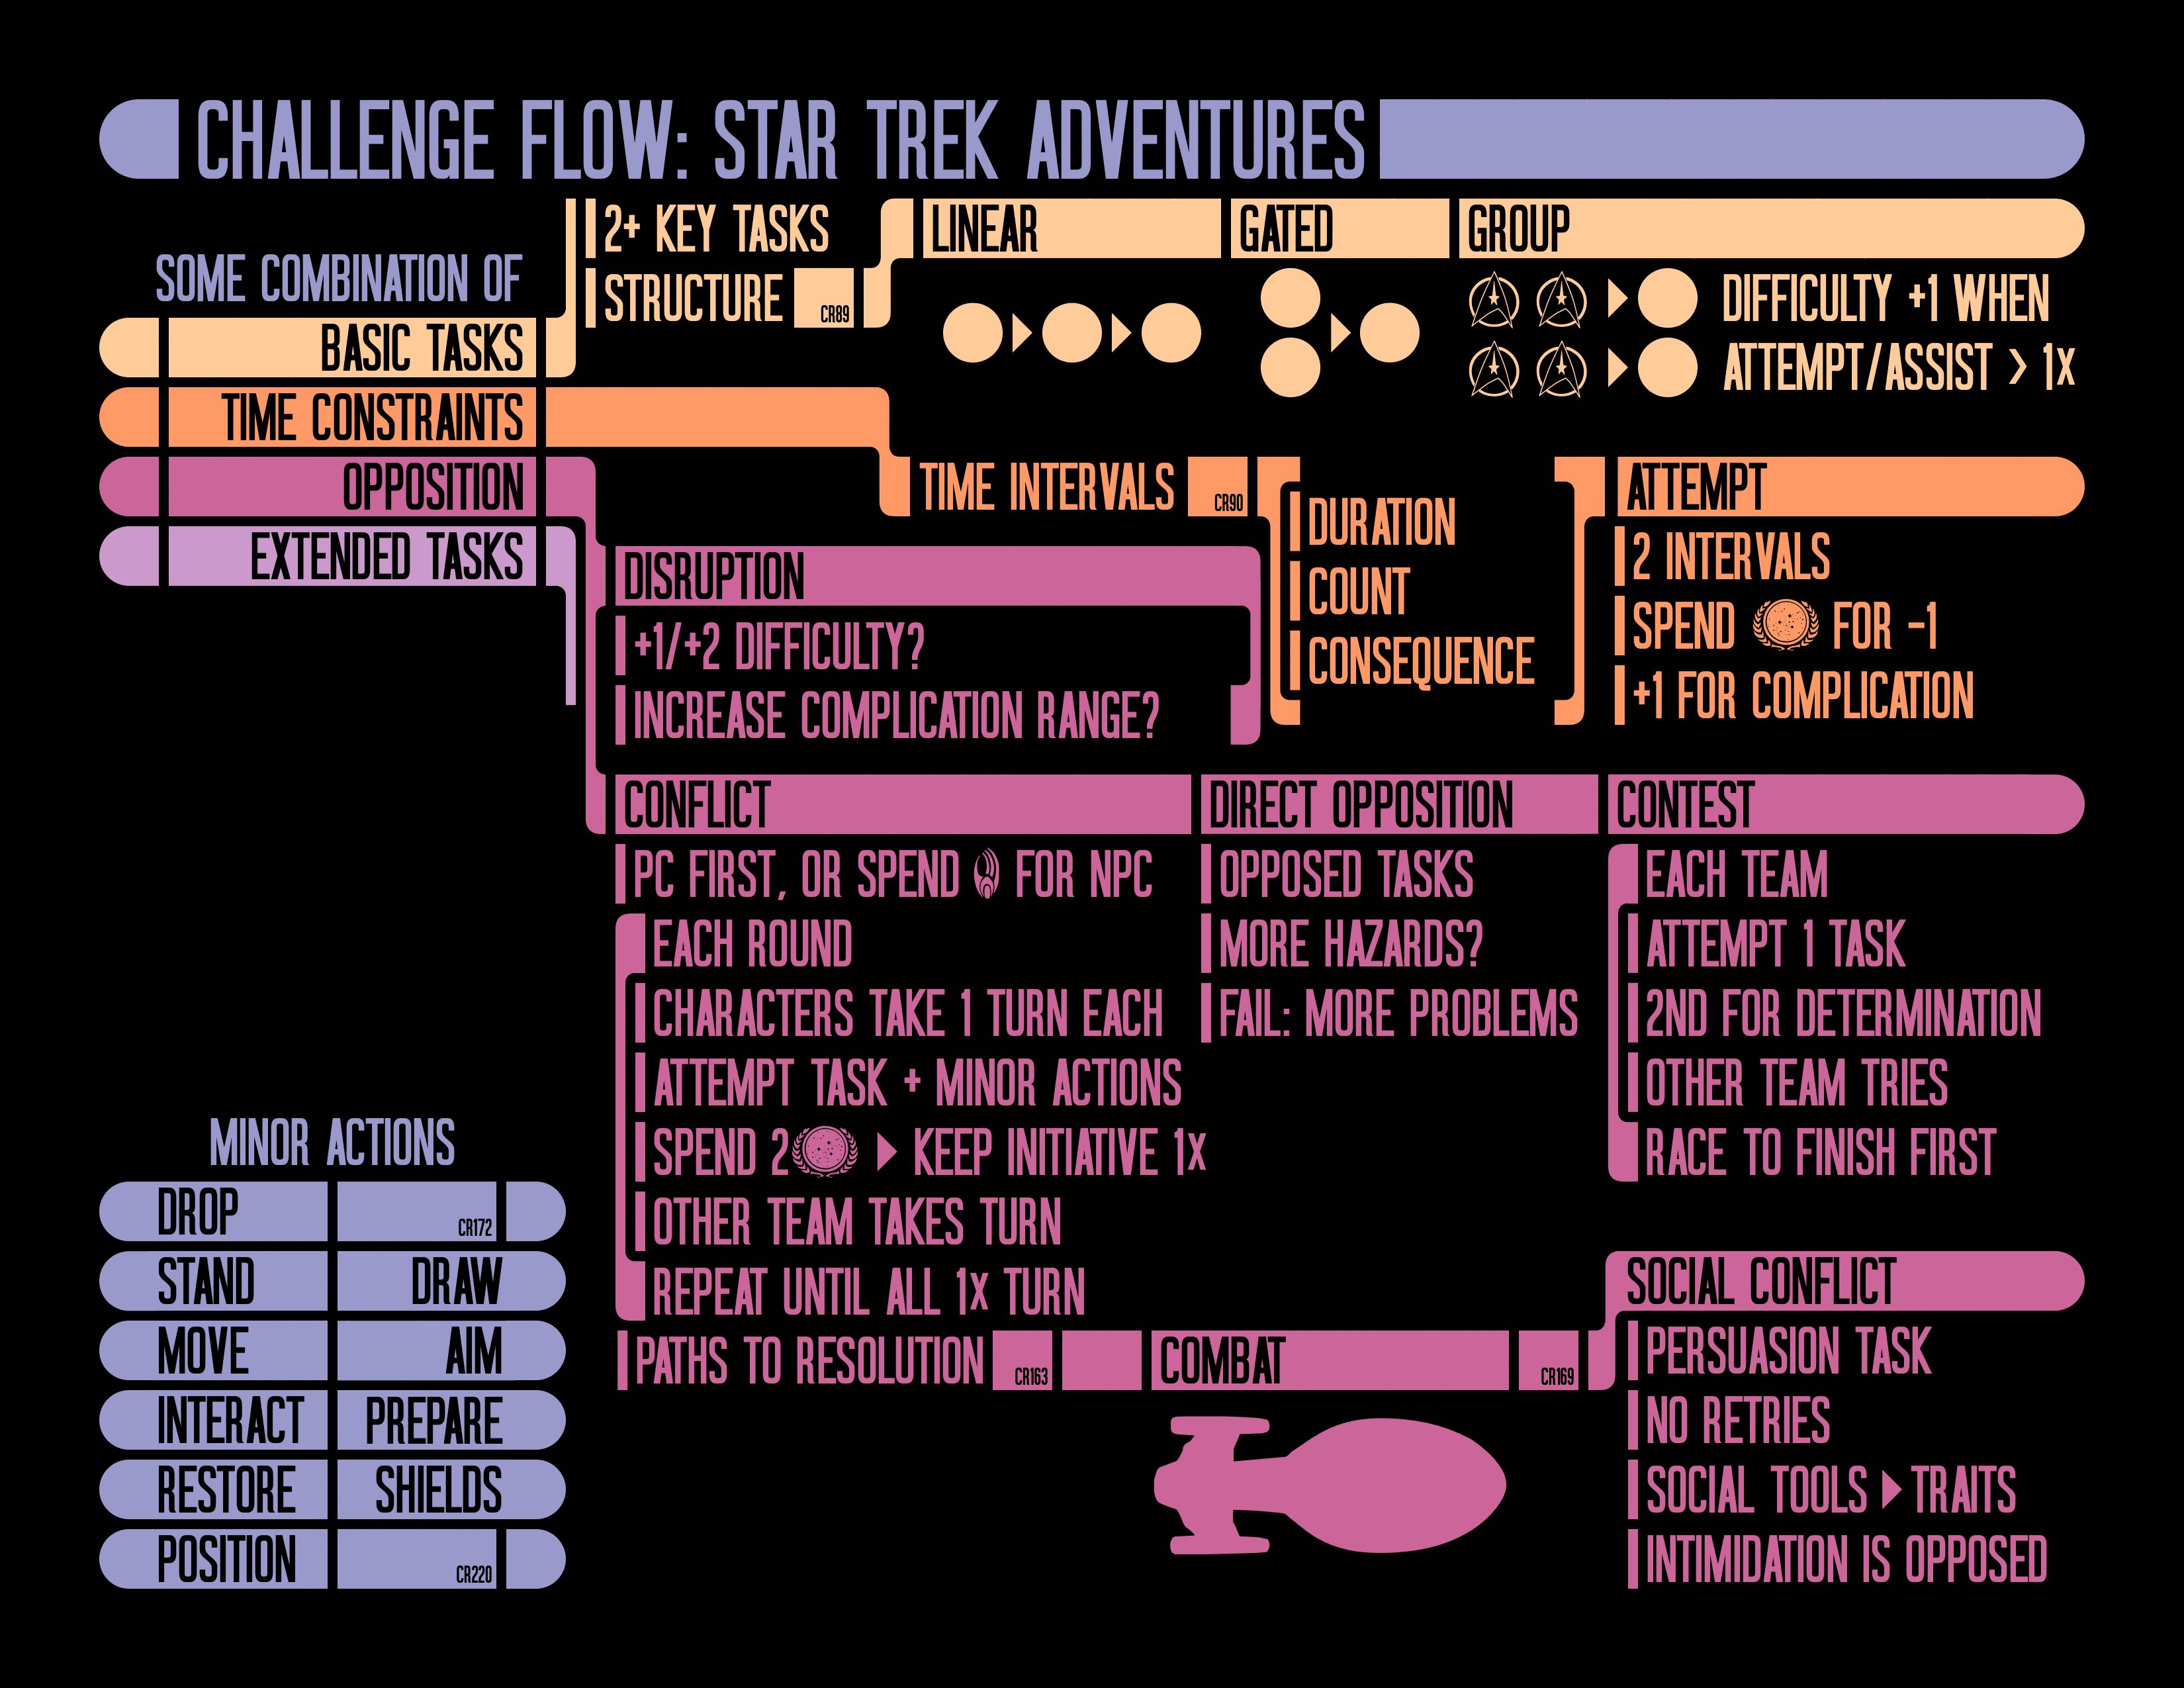 CHALLENGE FLOW: STAR TREK ADVENTURES
SOME COMBINATION OF
BASIC TASKS
TIME CONSTRAINTS
OPPOSITION
EXTENDED TASKS
2+ KEY TASKS
STRUCTURE CR89
LINEAR
GATED
GROUP
DIFFICULTY +1 WHEN
ATTEMPT/ASSIST > 1X
TIME INTERVALS CR90
DURATION
COUNT
CONSEQUENCE
ATTEMPT
2 INTERVALS
SPEND FOR -1
+1 FOR COMPLICATION
DISRUPTION
+1/+2 DIFFICULTY?
INCREASE COMPLICATION RANGE?
CONFLICT
PC FIRST, OR SPEND FOR NPC
EACH ROUND
CHARACTERS TAKE 1 TURN EACH
ATTEMPT TASK + MINOR ACTIONS
SPEND 2 KEEP INITIATIVE 1X
OTHER TEAM TAKES TURN
REPEAT UNTIL ALL 1X TURN
PATHS TO RESOLUTION CR163
DIRECT OPPOSITION
OPPOSED TASKS
MORE HAZARDS?
FAIL: MORE PROBLEMS
CONTEST
EACH TEAM
ATTEMPT 1 TASK
2ND FOR DETERMINATION
OTHER TEAM TRIES
RACE TO FINISH FIRST
COMBAT CR169
SOCIAL CONFLICT
PERSUASION TASK
NO RETRIES
SOCIAL TOOLS TRAITS
INTIMIDATION IS OPPOSED
MINOR ACTIONS
DROP CR172
STAND DRAW
MOVE AIM
INTERACT PREPARE
RESTORE SHIELDS
POSITION CR220